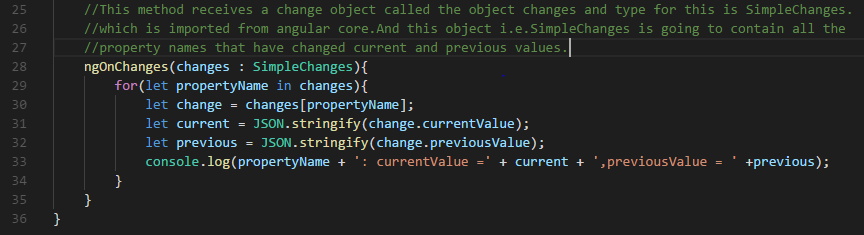 25 //This method receives a change object called the object changes and type for this is SimpleChanges.
26 //which is imported from angular core.And this object i.e.SimpleChanges is going to contain all the
27 //property names that have changed current and previous values.
28 ngOnChanges(changes : SimpleChanges){
29 for(let propertyName in changes){
30 let change = changes[propertyName];
31 let current = JSON.stringify(change.currentValue);
32 let previous = JSON.stringify(change.previousValue);
33 console.log(propertyName + ': currentValue =' + current + ',previousValue = ' +previous);
34 }
35 }
36 }